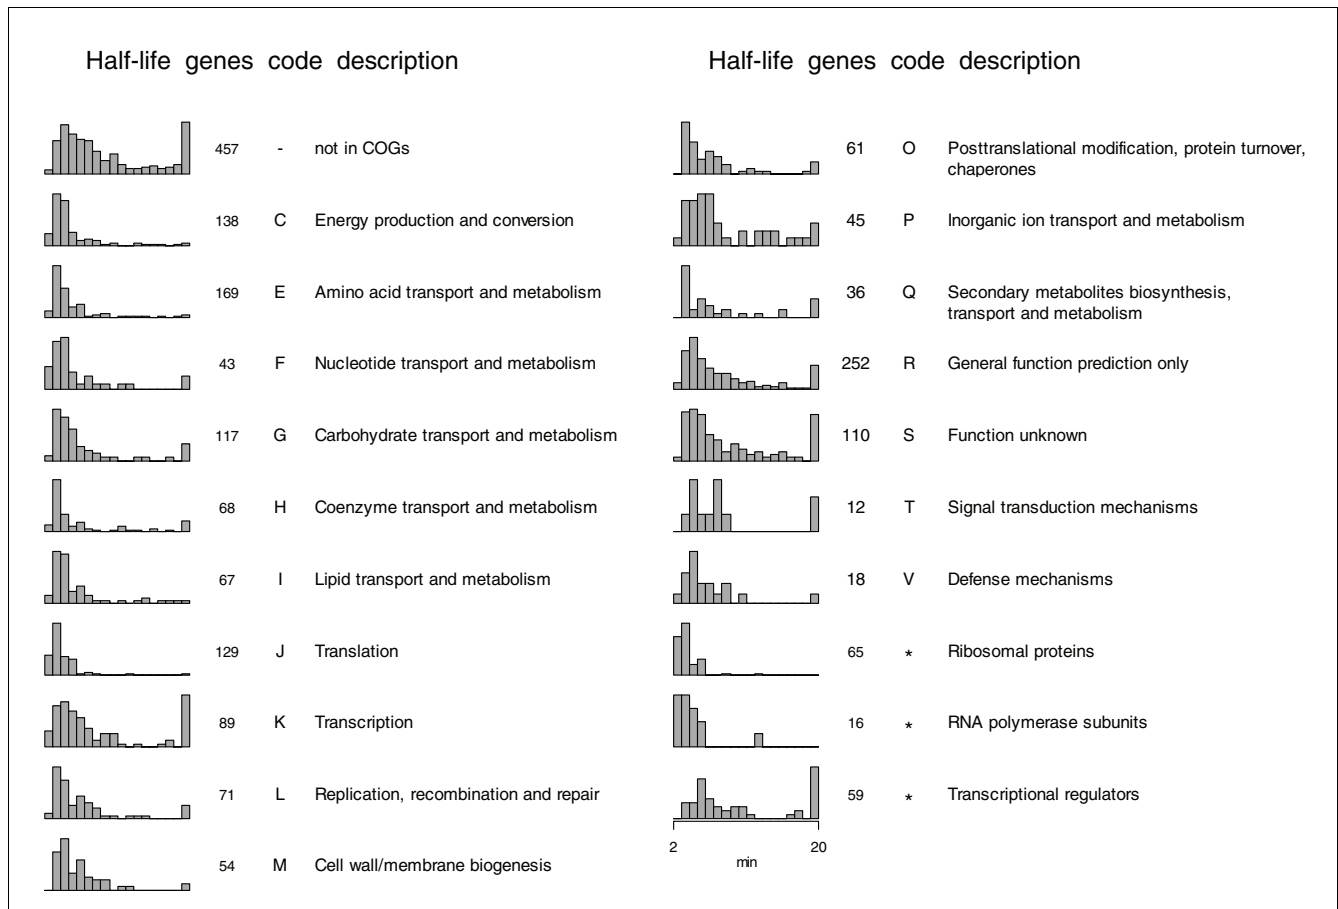 Half-life genes code description
457 - not in COGs
138 C Energy production and conversion
169 E Amino acid transport and metabolism
43 F Nucleotide transport and metabolism
117 G Carbohydrate transport and metabolism
68 H Coenzyme transport and metabolism
67 I Lipid transport and metabolism
129 J Translation
89 K Transcription
71 L Replication, recombination and repair
54 M Cell wall/membrane biogenesis
Half-life genes code description
61 O Posttranslational modification, protein turnover,
chaperones
45 P Inorganic ion transport and metabolism
36 Q Secondary metabolites biosynthesis,
transport and metabolism
252 R General function prediction only
110 S Function unknown
12 T Signal transduction mechanisms
18 V Defense mechanisms
65 * Ribosomal proteins
16 * RNA polymerase subunits
59 * Transcriptional regulators
2 20
min